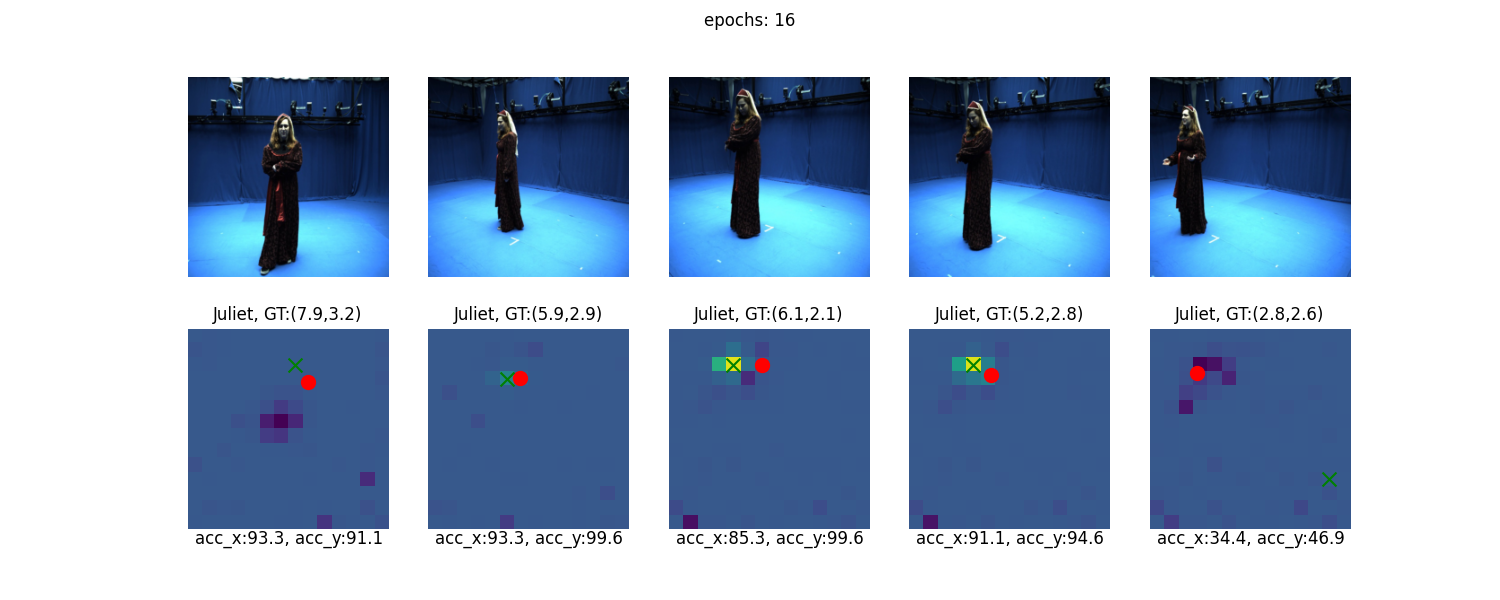 epochs: 16
Juliet, GT:(7.9,3.2)
Juliet, GT:(5.9,2.9)
Juliet, GT:(6.1,2.1)
Juliet, GT:(5.2,2.8)
Juliet, GT:(2.8,2.6)
acc_x:93.3, acc_y:91.1
acc_x:93.3, acc_y:99.6
acc_x:85.3, acc_y:99.6
acc_x:91.1, acc_y:94.6
acc_x:34.4, acc_y:46.9